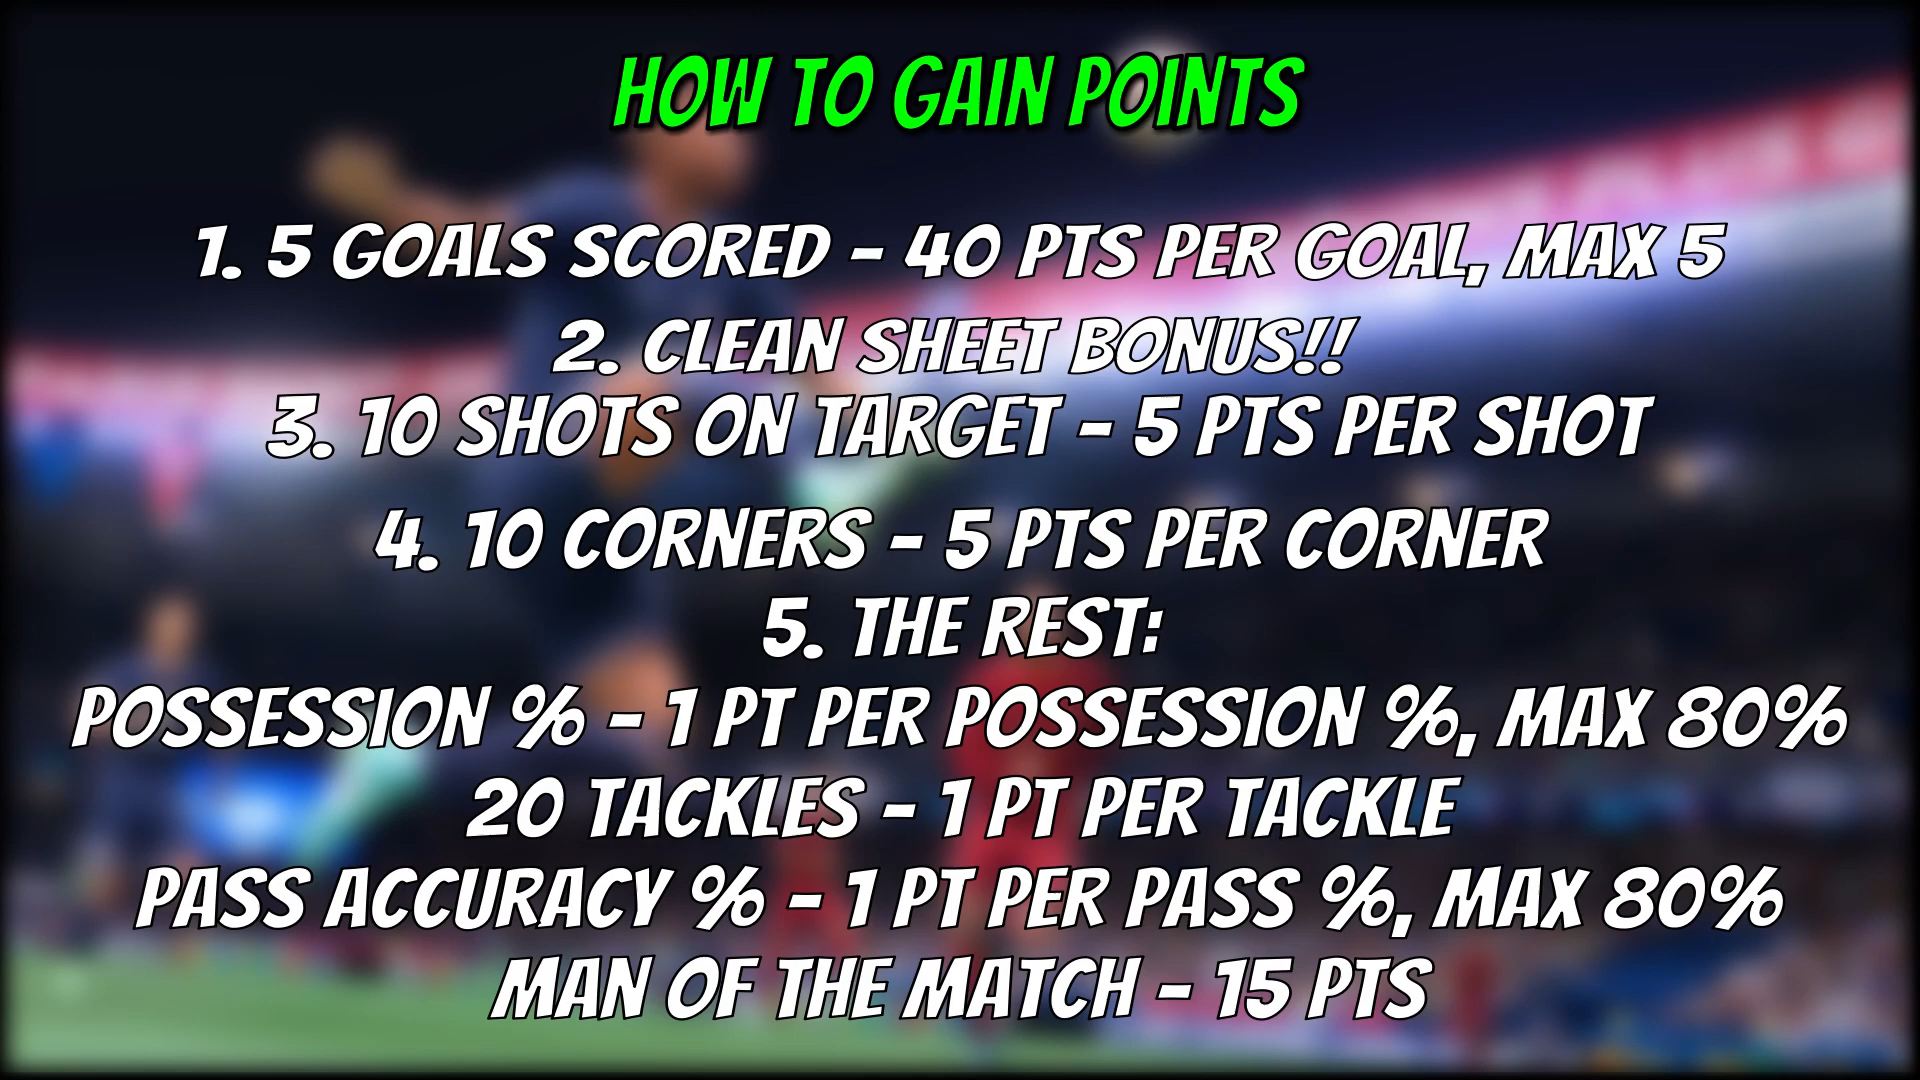 HOW TO GAIN POINTS
1. 5 GOALS SCORED - 40 PTS PER GOAL, MAX 5
2. CLEAN SHEET BONUS!!
3. 10 SHOTS ON TARGET - 5 PTS PER SHOT
4. 10 CORNERS - 5 PTS PER CORNER
5. THE REST:
POSSESSION % - 1 PT PER POSSESSION %, MAX 80%
20 TACKLES - 1 PT PER TACKLE
PASS ACCURACY % - 1 PT PER PASS %, MAX 80%
MAN OF THE MATCH - 15 PTS